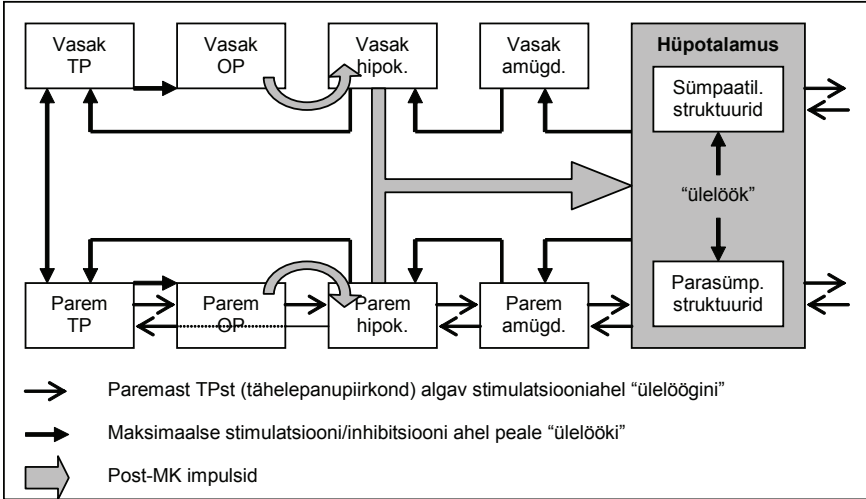 Vasak
TP
Vasak
OP
Vasak
hipok.
Vasak
amügd.
Hüpotalamus
Sümpaatil.
struktuurid
“ülelöök”
Parasümp.
struktuurid
Parem
TP
Parem
OP
Parem
hipok.
Parem
amügd.
Paremast TPst (tähelepanupiirkond) algav stimulatsiooniahel “ülelöögini”
Maksimaalse stimulatsiooni/inhibitsiooni ahel peale “ülelööki”
Post-MK impulsid